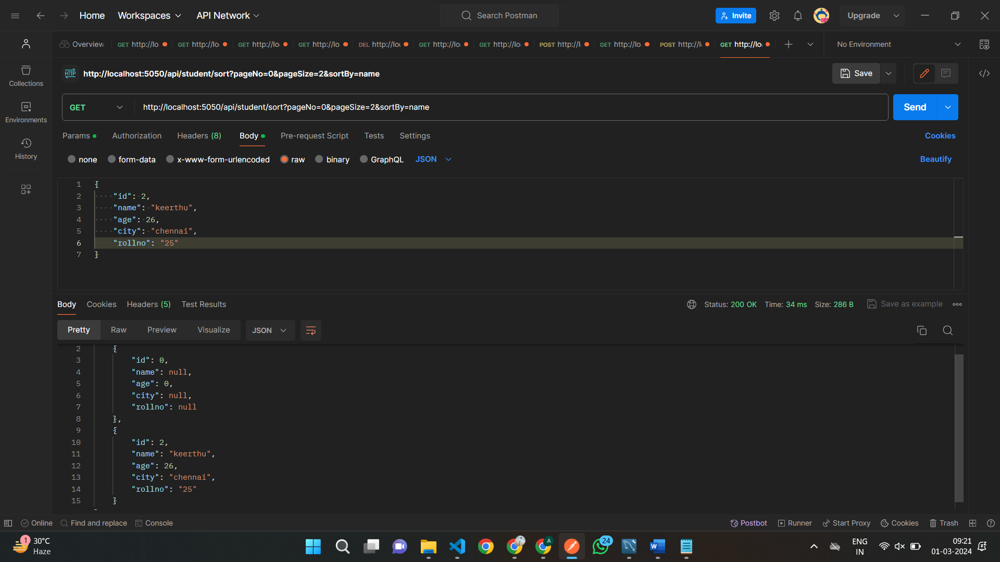 Home Workspaces API Network Search Postman Invite Upgrade
Overview GET http://lo GET http://lo GET http://lo GET http://lo DEL http://lo GET http://lo GET http://lo POST http://l GET http://lo POST http://l GET http://lo No Environment
HTTP http://localhost:5050/api/student/sort?pageNo=0&pageSize=2&sortBy=name Save
Collections
Environments
History
GET http://localhost:5050/api/student/sort?pageNo=0&pageSize=2&sortBy=name Send
Params Authorization Headers (8) Body Pre-request Script Tests Settings Cookies
none form-data x-www-form-urlencoded raw binary GraphQL JSON Beautify
1 {
2 "id": 2,
3 "name": "keerthu",
4 "age": 26,
5 "city": "chennai",
6 "rollno": "25"
7 }
Body Cookies Headers (5) Test Results Status: 200 OK Time: 34 ms Size: 286 B Save as example
Pretty Raw Preview Visualize JSON
2 {
3 "id": 0,
4 "name": null,
5 "age": 0,
6 "city": null,
7 "rollno": null
8 },
9 {
10 "id": 2,
11 "name": "keerthu",
12 "age": 26,
13 "city": "chennai",
14 "rollno": "25"
15 }
Online Find and replace Console Postbot Runner Start Proxy Cookies Trash
1 30°C
Haze
A
24
ENG
IN
09:21
01-03-2024